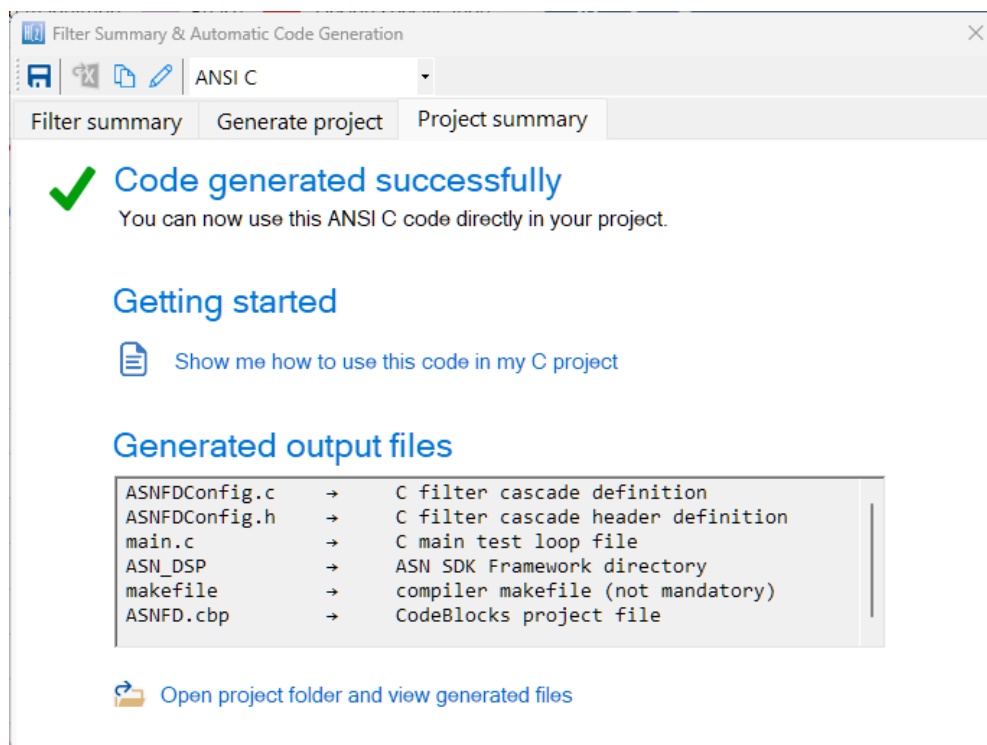 H(z) Filter Summary & Automatic Code Generation
ANSI C
Filter summary Generate project Project summary
Code generated successfully
You can now use this ANSI C code directly in your project.
Getting started
Show me how to use this code in my C project
Generated output files
ASNFDConfig.c → C filter cascade definition
ASNFDConfig.h → C filter cascade header definition
main.c → C main test loop file
ASN_DSP → ASN SDK Framework directory
makefile → compiler makefile (not mandatory)
ASNFD.cbp → CodeBlocks project file
Open project folder and view generated files